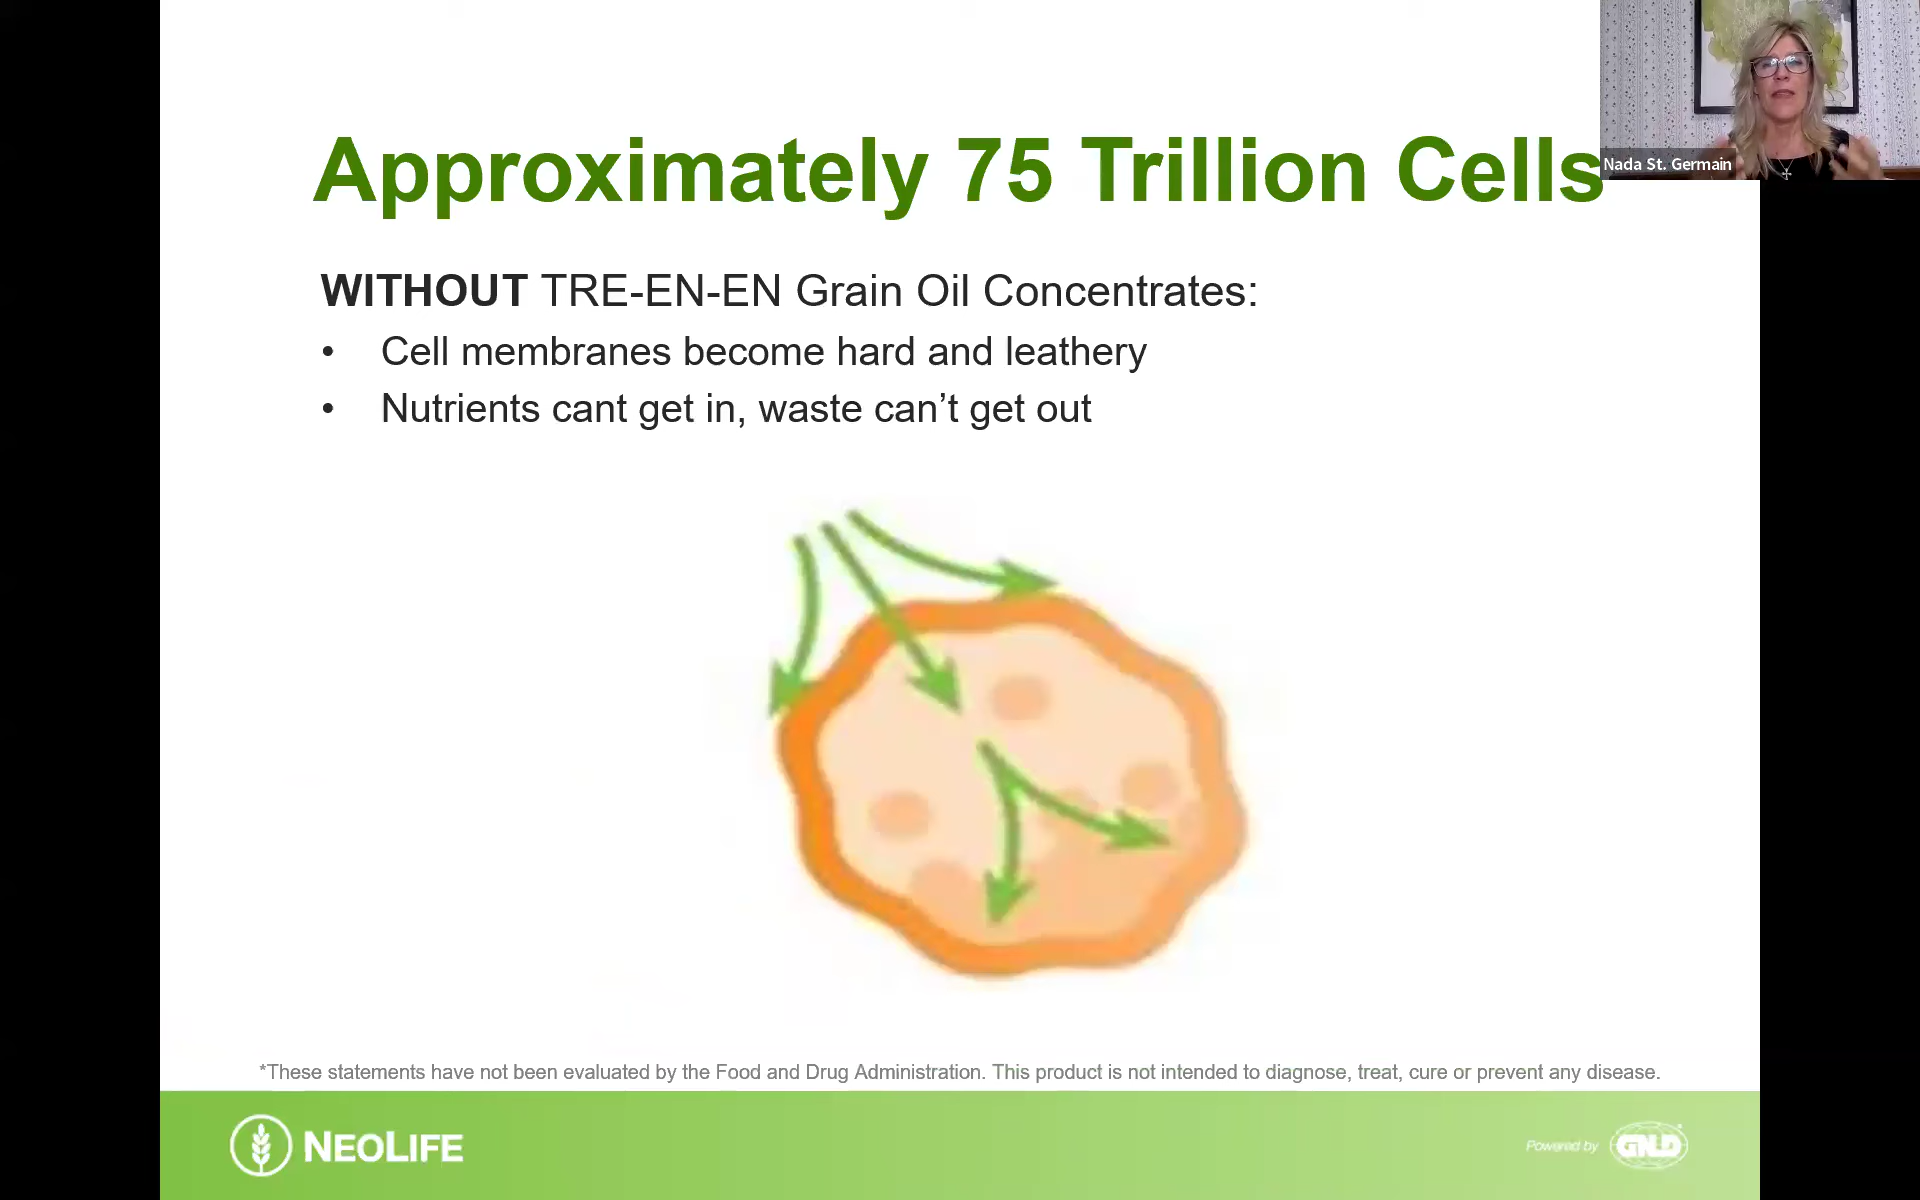 Approximately 75 Trillion Cells
Nada St. Germain
WITHOUT TRE-EN-EN Grain Oil Concentrates:
• Cell membranes become hard and leathery
• Nutrients cant get in, waste can’t get out
*These statements have not been evaluated by the Food and Drug Administration. This product is not intended to diagnose, treat, cure or prevent any disease.
NEOLIFE
Powered by GNLD